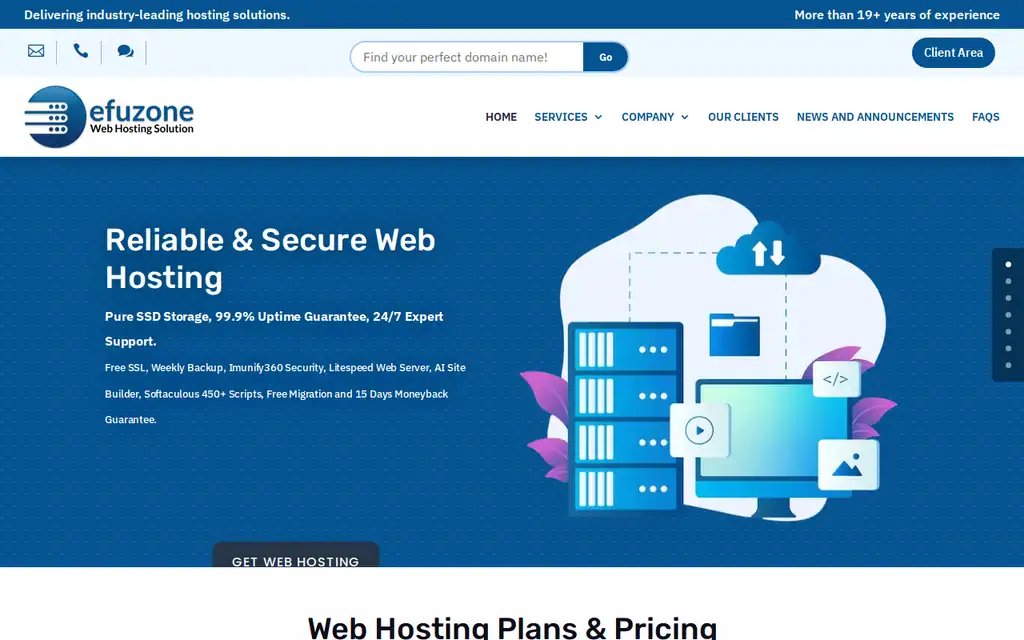 Delivering industry-leading hosting solutions.
More than 19+ years of experience
Find your perfect domain name!
Go
Client Area
efuzone
Web Hosting Solution
HOME
SERVICES
COMPANY
OUR CLIENTS
NEWS AND ANNOUNCEMENTS
FAQS
Reliable & Secure Web
Hosting
Pure SSD Storage, 99.9% Uptime Guarantee, 24/7 Expert
Support.
Free SSL, Weekly Backup, Imunify360 Security, Litespeed Web Server, AI Site
Builder, Softaculous 450+ Scripts, Free Migration and 15 Days Moneyback
Guarantee.
</>
GET WEB HOSTING
Web Hosting Plans & Pricing